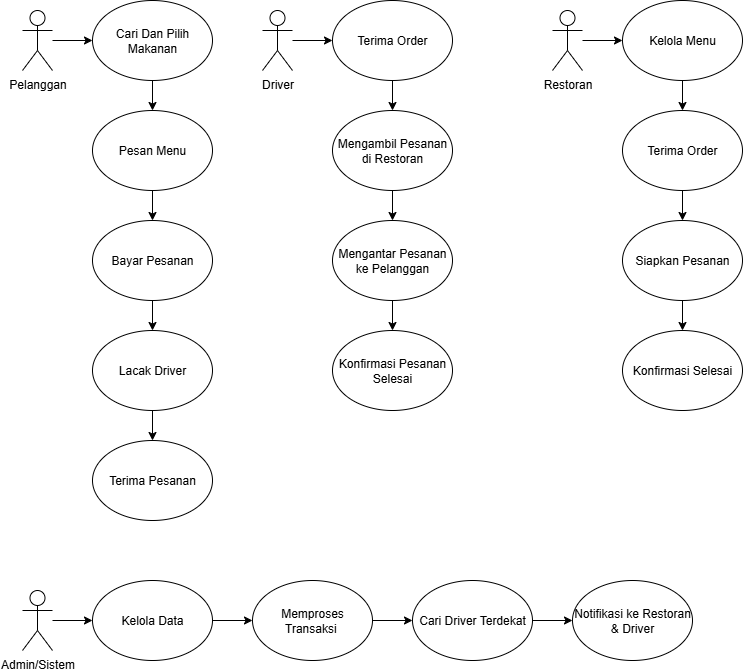 Cari Dan Pilih
Makanan
Pelanggan
Pesan Menu
Bayar Pesanan
Lacak Driver
Terima Pesanan
Terima Order
Driver
Mengambil Pesanan
di Restoran
Mengantar Pesanan
ke Pelanggan
Konfirmasi Pesanan
Selesai
Kelola Menu
Restoran
Terima Order
Siapkan Pesanan
Konfirmasi Selesai
Admin/Sistem
Kelola Data
Memproses
Transaksi
Cari Driver Terdekat
Notifikasi ke Restoran
& Driver